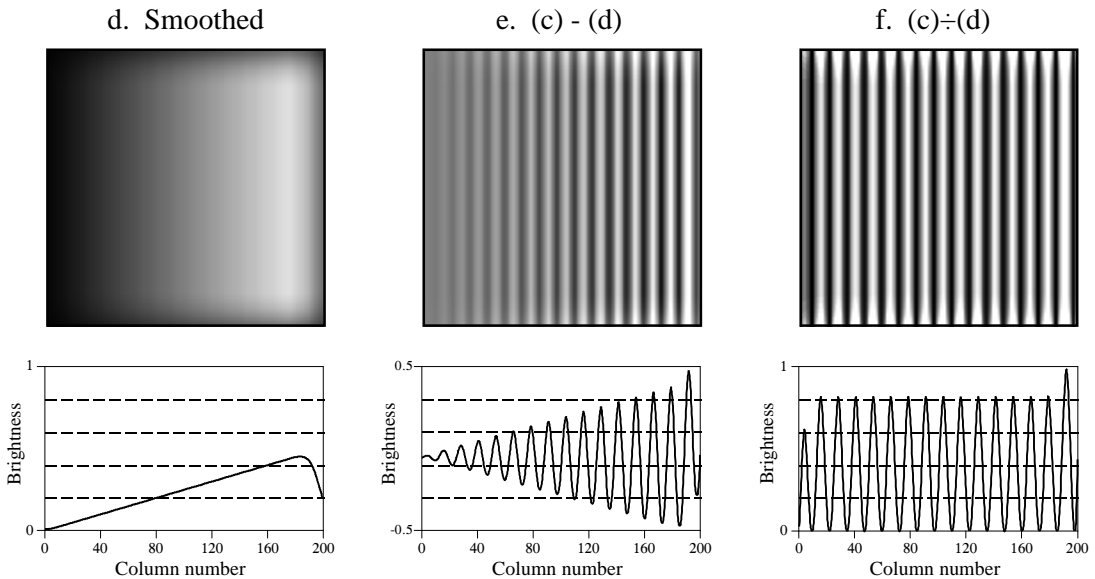 d. Smoothed
e. (c) - (d)
f. (c)÷(d)
1
0
Brightness
0 40 80 120 160 200
Column number
0.5
-0.5
Brightness
0 40 80 120 160 200
Column number
1
0
Brightness
0 40 80 120 160 200
Column number